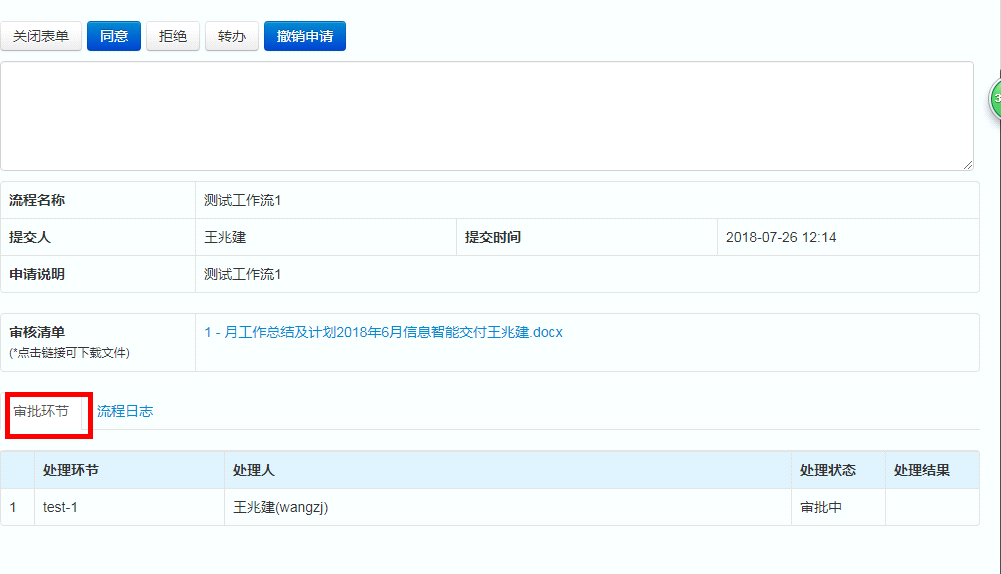 关闭表单 同意 拒绝 转办 撤销申请
流程名称 测试工作流1
提交人 王兆建 提交时间 2018-07-26 12:14
申请说明 测试工作流1
审核清单 1 - 月工作总结及计划2018年6月信息智能交付王兆建.docx
(*点击链接可下载文件)
审批环节 流程日志
处理环节 处理人 处理状态 处理结果
1 test-1 王兆建(wangzj) 审批中